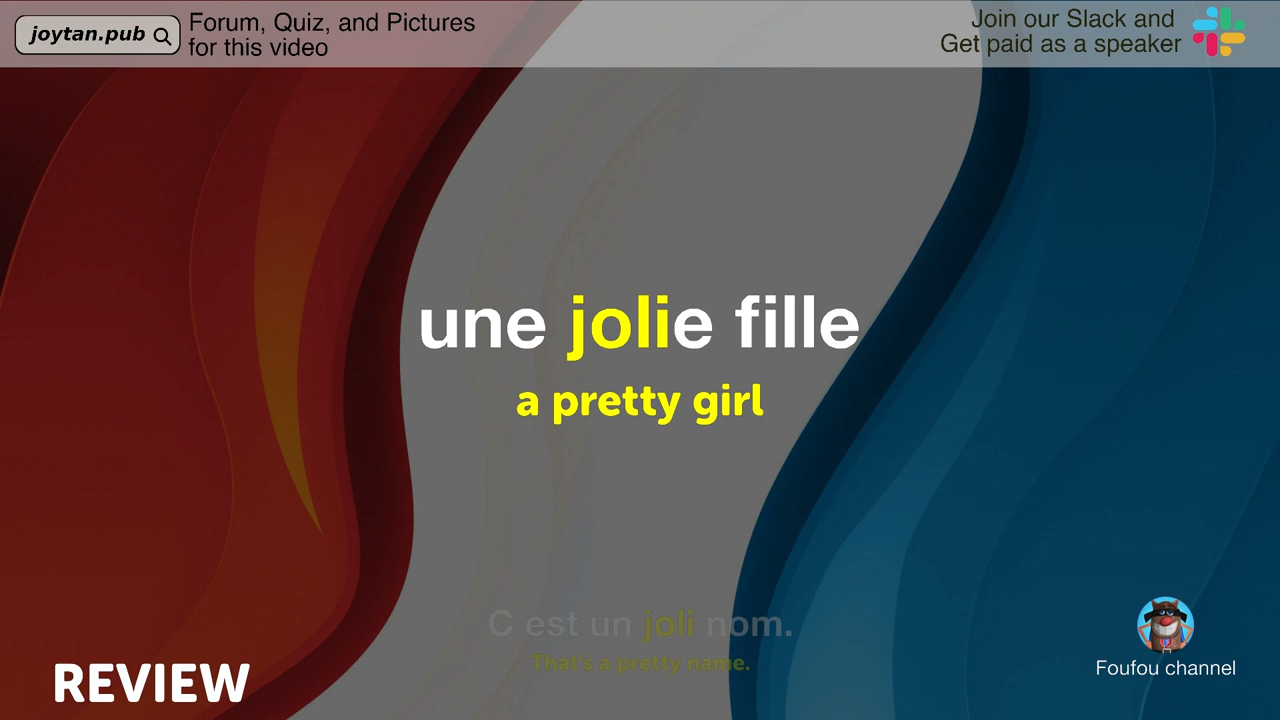 joytan.pub
Forum, Quiz, and Pictures
for this video
Join our Slack and
Get paid as a speaker
une jolie fille
a pretty girl
C est un joli nom.
That's a pretty name.
REVIEW
Foufou channel